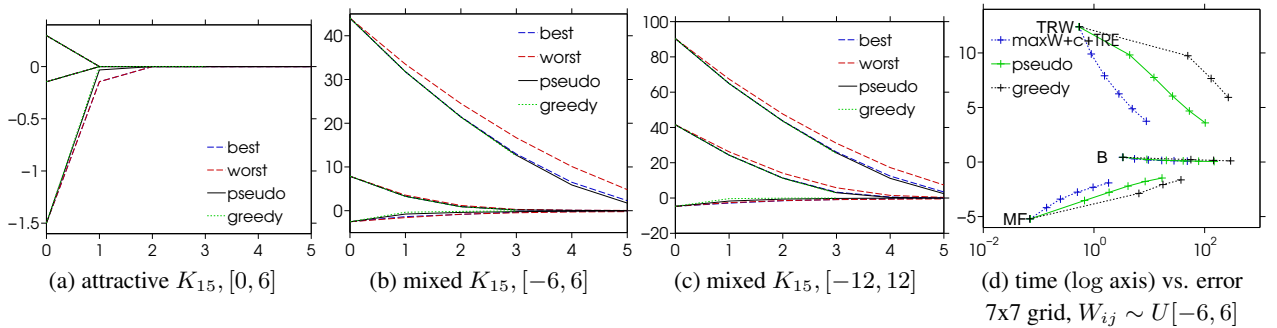 0
−0.5
−1
−1.5
best
worst
pseudo
greedy
0 1 2 3 4 5
(a) attractive K15, [0, 6]
40
30
20
10
0
best
worst
pseudo
greedy
0 1 2 3 4 5
(b) mixed K15, [−6, 6]
100
80
60
40
20
0
−20
best
worst
pseudo
greedy
0 1 2 3 4 5
(c) mixed K15, [−12, 12]
10
5
0
−5
TRW
maxW+c+TRE
pseudo
greedy
B
MF
10−2 100 102
(d) time (log axis) vs. error
7x7 grid, Wij ∼ U[−6, 6]